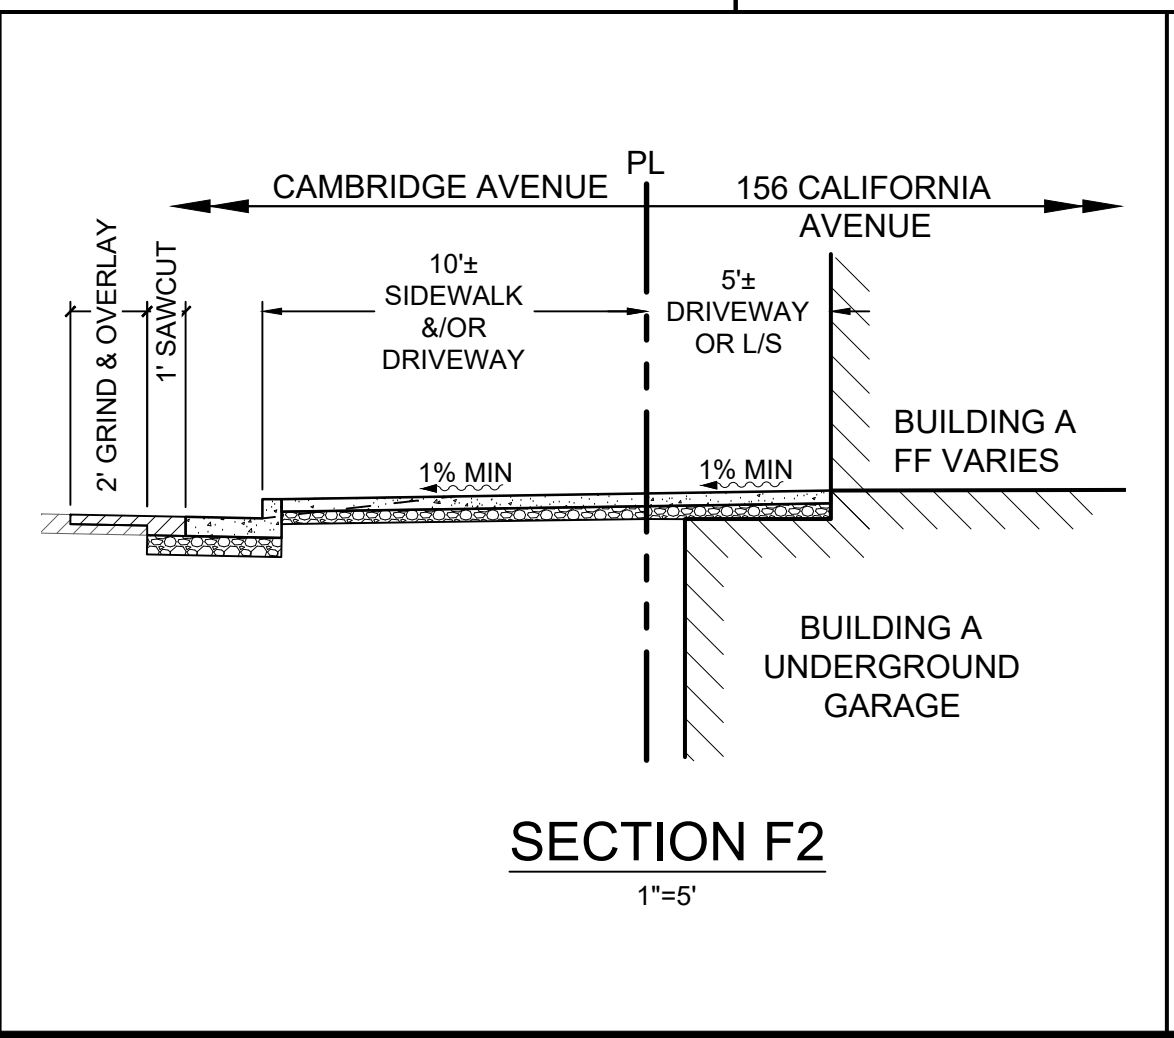 PL
CAMBRIDGE AVENUE
156 CALIFORNIA
AVENUE
2' GRIND & OVERLAY
1' SAWCUT
10'±
SIDEWALK
&/OR
DRIVEWAY
5'±
DRIVEWAY
OR L/S
1% MIN
1% MIN
BUILDING A
FF VARIES
BUILDING A
UNDERGROUND
GARAGE
SECTION F2
1"=5'